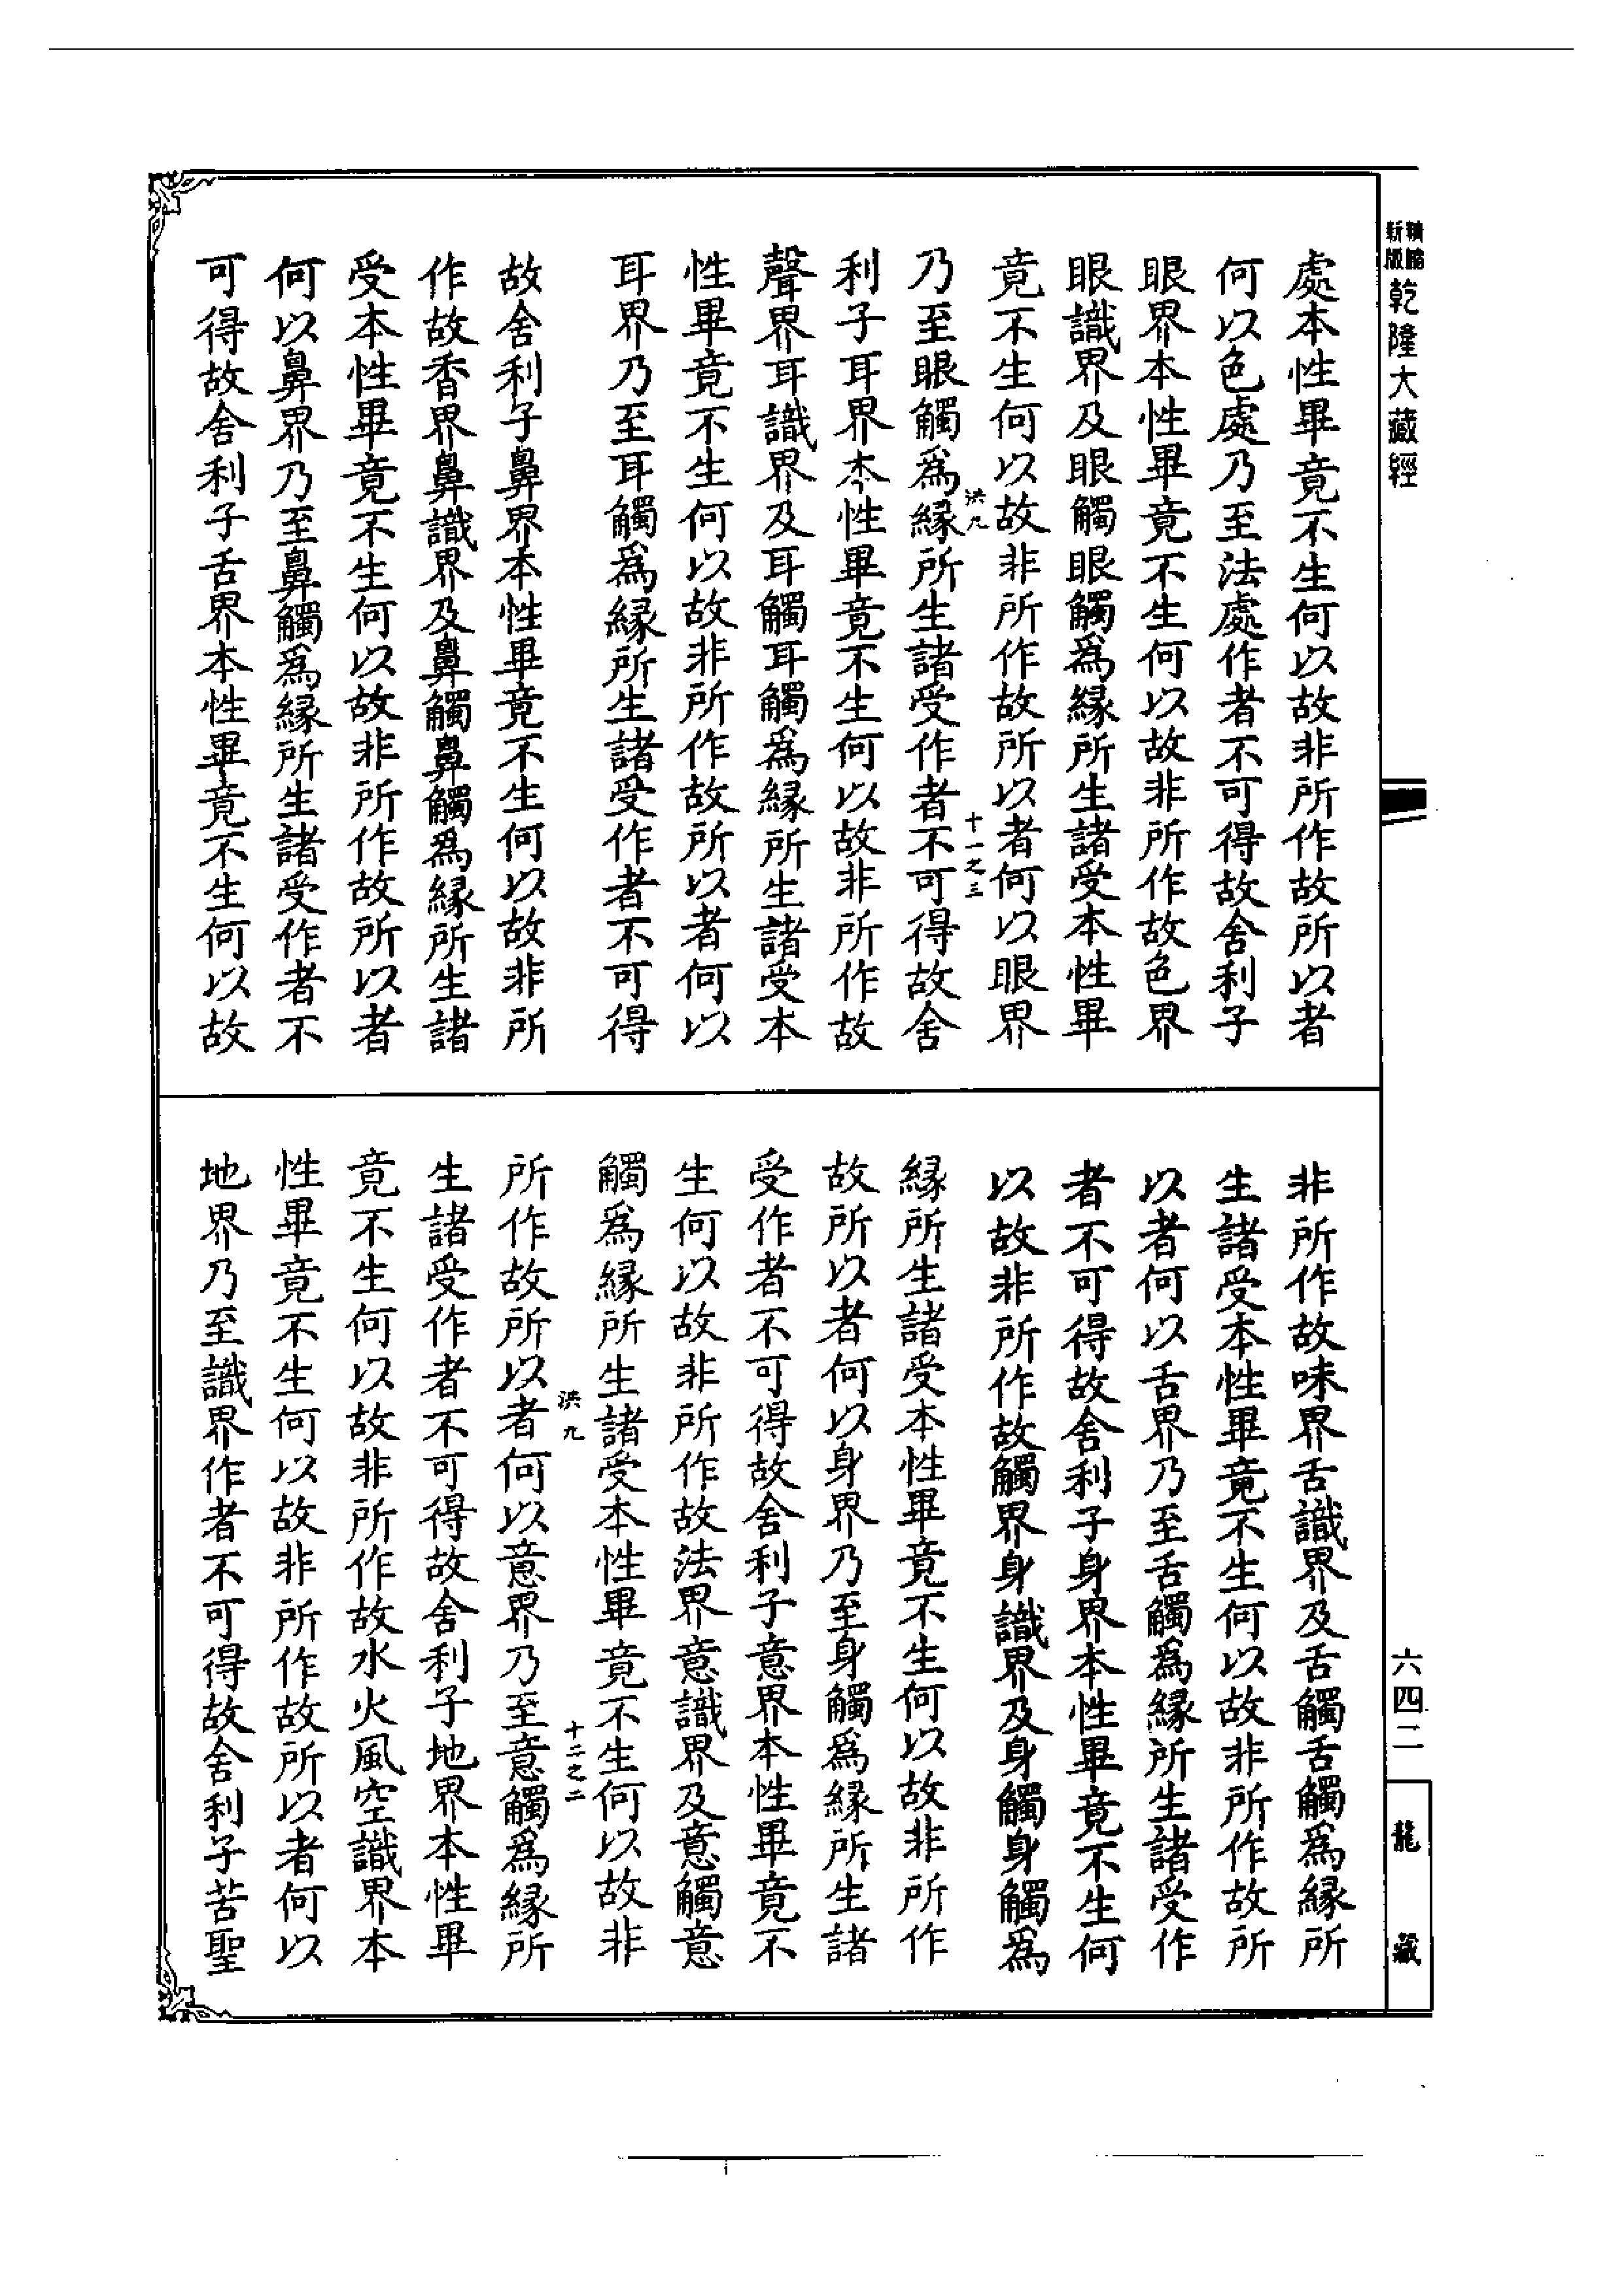 精縮新版乾隆大藏經
處本性畢竟不生何以故非所作故所以者
何以色處乃至法處作者不可得故舍利子
眼界本性畢竟不生何以故非所作故色界
眼識界及眼觸眼觸為緣所生諸受本性畢
竟不生何以故非所作故所以者何以眼界
洪九 十一之三
乃至眼觸為緣所生諸受作者不可得故舍
利子耳界本性畢竟不生何以故非所作故
聲界耳識界及耳觸耳觸為緣所生諸受本
性畢竟不生何以故非所作故所以者何以
耳界乃至耳觸為緣所生諸受作者不可得
故舍利子鼻界本性畢竟不生何以故非所
作故香界鼻識界及鼻觸鼻觸為緣所生諸
受本性畢竟不生何以故非所作故所以者
何以鼻界乃至鼻觸為緣所生諸受作者不
可得故舍利子舌界本性畢竟不生何以故
非所作故味界舌識界及舌觸舌觸為緣所
生諸受本性畢竟不生何以故非所作故所
以者何以舌界乃至舌觸為緣所生諸受作
者不可得故舍利子身界本性畢竟不生何
以故非所作故觸界身識界及身觸身觸為
緣所生諸受本性畢竟不生何以故非所作
故所以者何以身界乃至身觸為緣所生諸
受作者不可得故舍利子意界本性畢竟不
生何以故非所作故法界意識界及意觸意
觸為緣所生諸受本性畢竟不生何以故非
洪九 十二之二
所作故所以者何以意界乃至意觸為緣所
生諸受作者不可得故舍利子地界本性畢
竟不生何以故非所作故水火風空識界本
性畢竟不生何以故非所作故所以者何以
地界乃至識界作者不可得故舍利子苦聖
六四二
龍藏